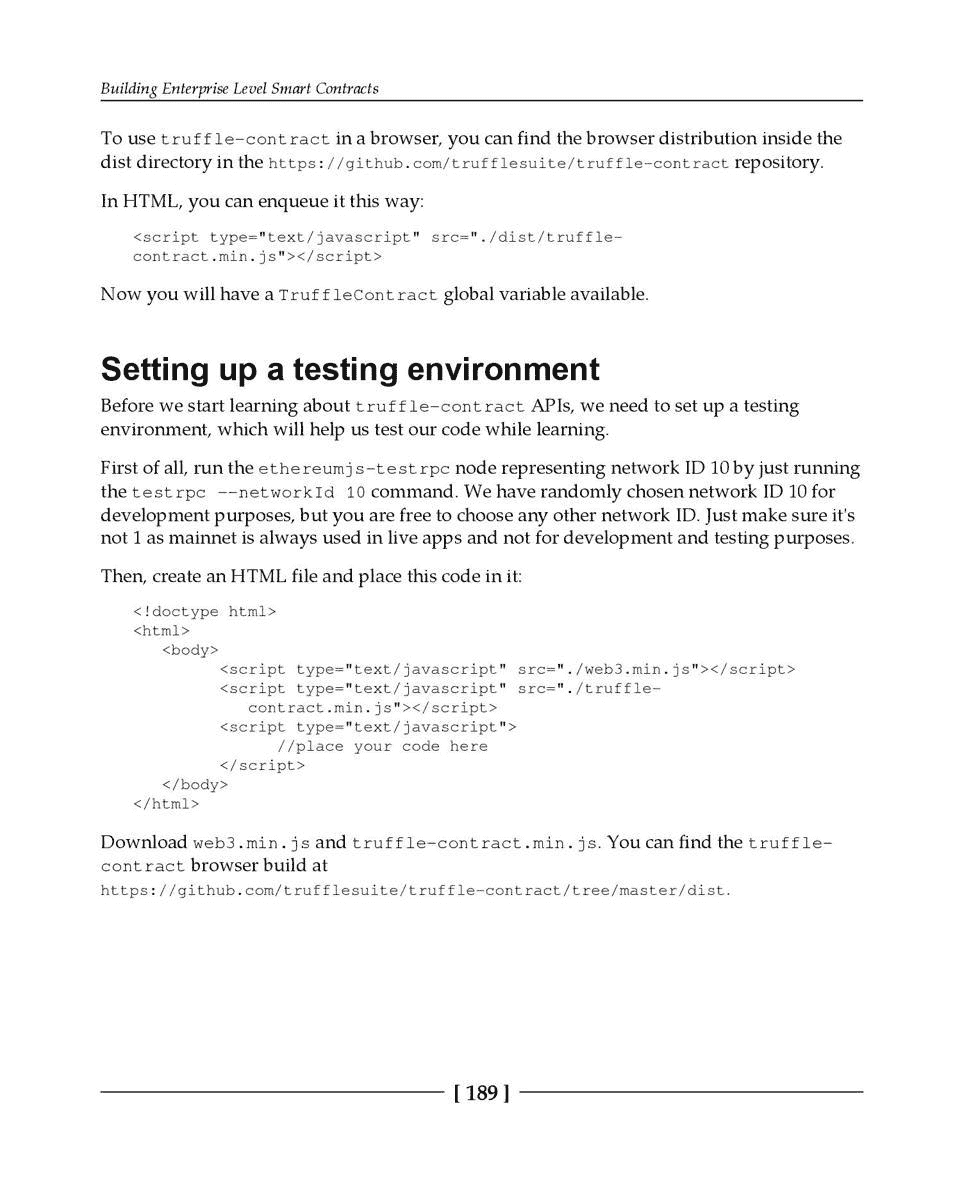 Building Enterprise Level Smart Contracts
To use truffle-contract in a browser, you can find the browser distribution inside the
dist directory in the https://github.com/trufflesuite/truffle-contract repository.
In HTML, you can enqueue it this way:
<script type="text/javascript" src="./dist/truffle-
contract.min.js"></script>
Now you will have a TruffleContract global variable available.
Setting up a testing environment
Before we start learning about truffle-contract APIs, we need to set up a testing
environment, which will help us test our code while learning.
First of all, run the ethereumjs-testrpc node representing network ID 10 by just running
the testrpc --networkId 10 command. We have randomly chosen network ID 10 for
development purposes, but you are free to choose any other network ID. Just make sure it's
not 1 as mainnet is always used in live apps and not for development and testing purposes.
Then, create an HTML file and place this code in it:
<!doctype html>
<html>
<body>
<script type="text/javascript" src="./web3.min.js"></script>
<script type="text/javascript" src="./truffle-
contract.min.js"></script>
<script type="text/javascript">
//place your code here
</script>
</body>
</html>
Download web3.min.js and truffle-contract.min.js. You can find the truffle-
contract browser build at
https://github.com/trufflesuite/truffle-contract/tree/master/dist.
[ 189 ]